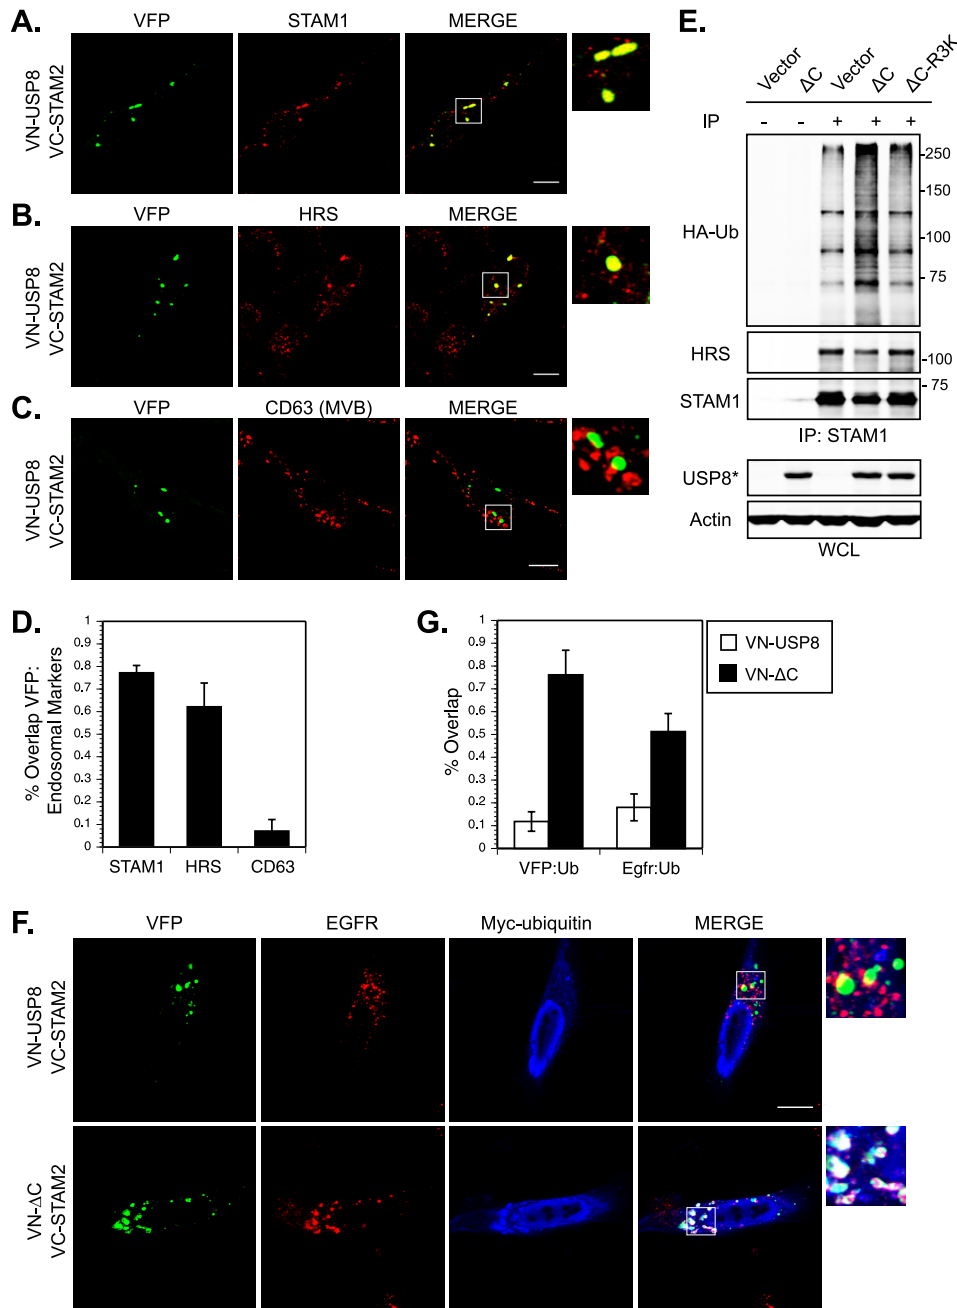 A.
VFP STAM1 MERGE
VN-USP8
VC-STAM2
B.
VFP HRS MERGE
VN-USP8
VC-STAM2
C.
VFP CD63 (MVB) MERGE
VN-USP8
VC-STAM2
D.
% Overlap VFP:
Endosomal Markers
1
0.9
0.8
0.7
0.6
0.5
0.4
0.3
0.2
0.1
0
STAM1 HRS CD63
E.
Vector ΔC Vector ΔC ΔC-R3K
IP - - + + +
HA-Ub
-250
-150
-100
-75
HRS
-100
STAM1
-75
IP: STAM1
USP8*
Actin
WCL
G.
% Overlap
1
0.9
0.8
0.7
0.6
0.5
0.4
0.3
0.2
0.1
0
VFP:Ub Egfr:Ub
VN-USP8
VN-ΔC
F.
VFP EGFR Myc-ubiquitin MERGE
VN-USP8
VC-STAM2
VN-ΔC
VC-STAM2